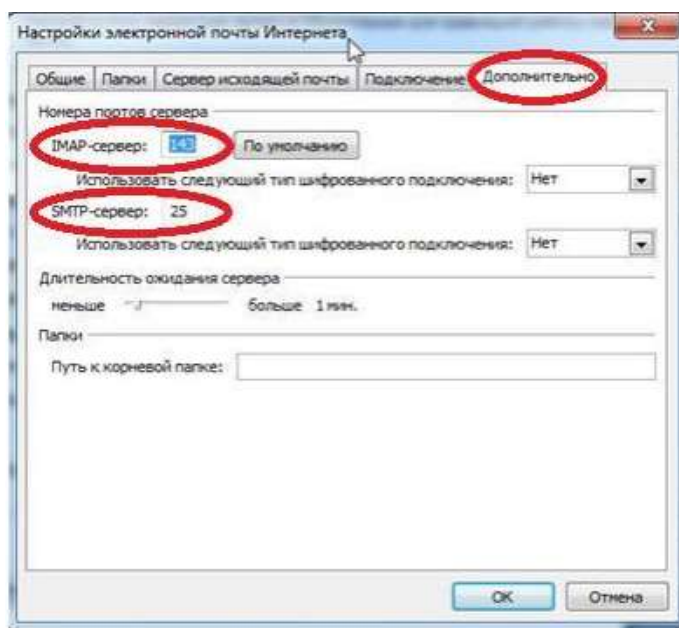 Настройки электронной почты Интернета
Общие Папки Сервер исходящей почты Подключение Дополнительно
Номера портов сервера
IMAP-сервер: 143 По умолчанию
Использовать следующий тип шифрованного подключения: Нет
SMTP-сервер: 25
Использовать следующий тип шифрованного подключения: Нет
Длительность ожидания сервера
меньше больше 1 мин.
Папки
Путь к корневой папке:
ОК Отмена